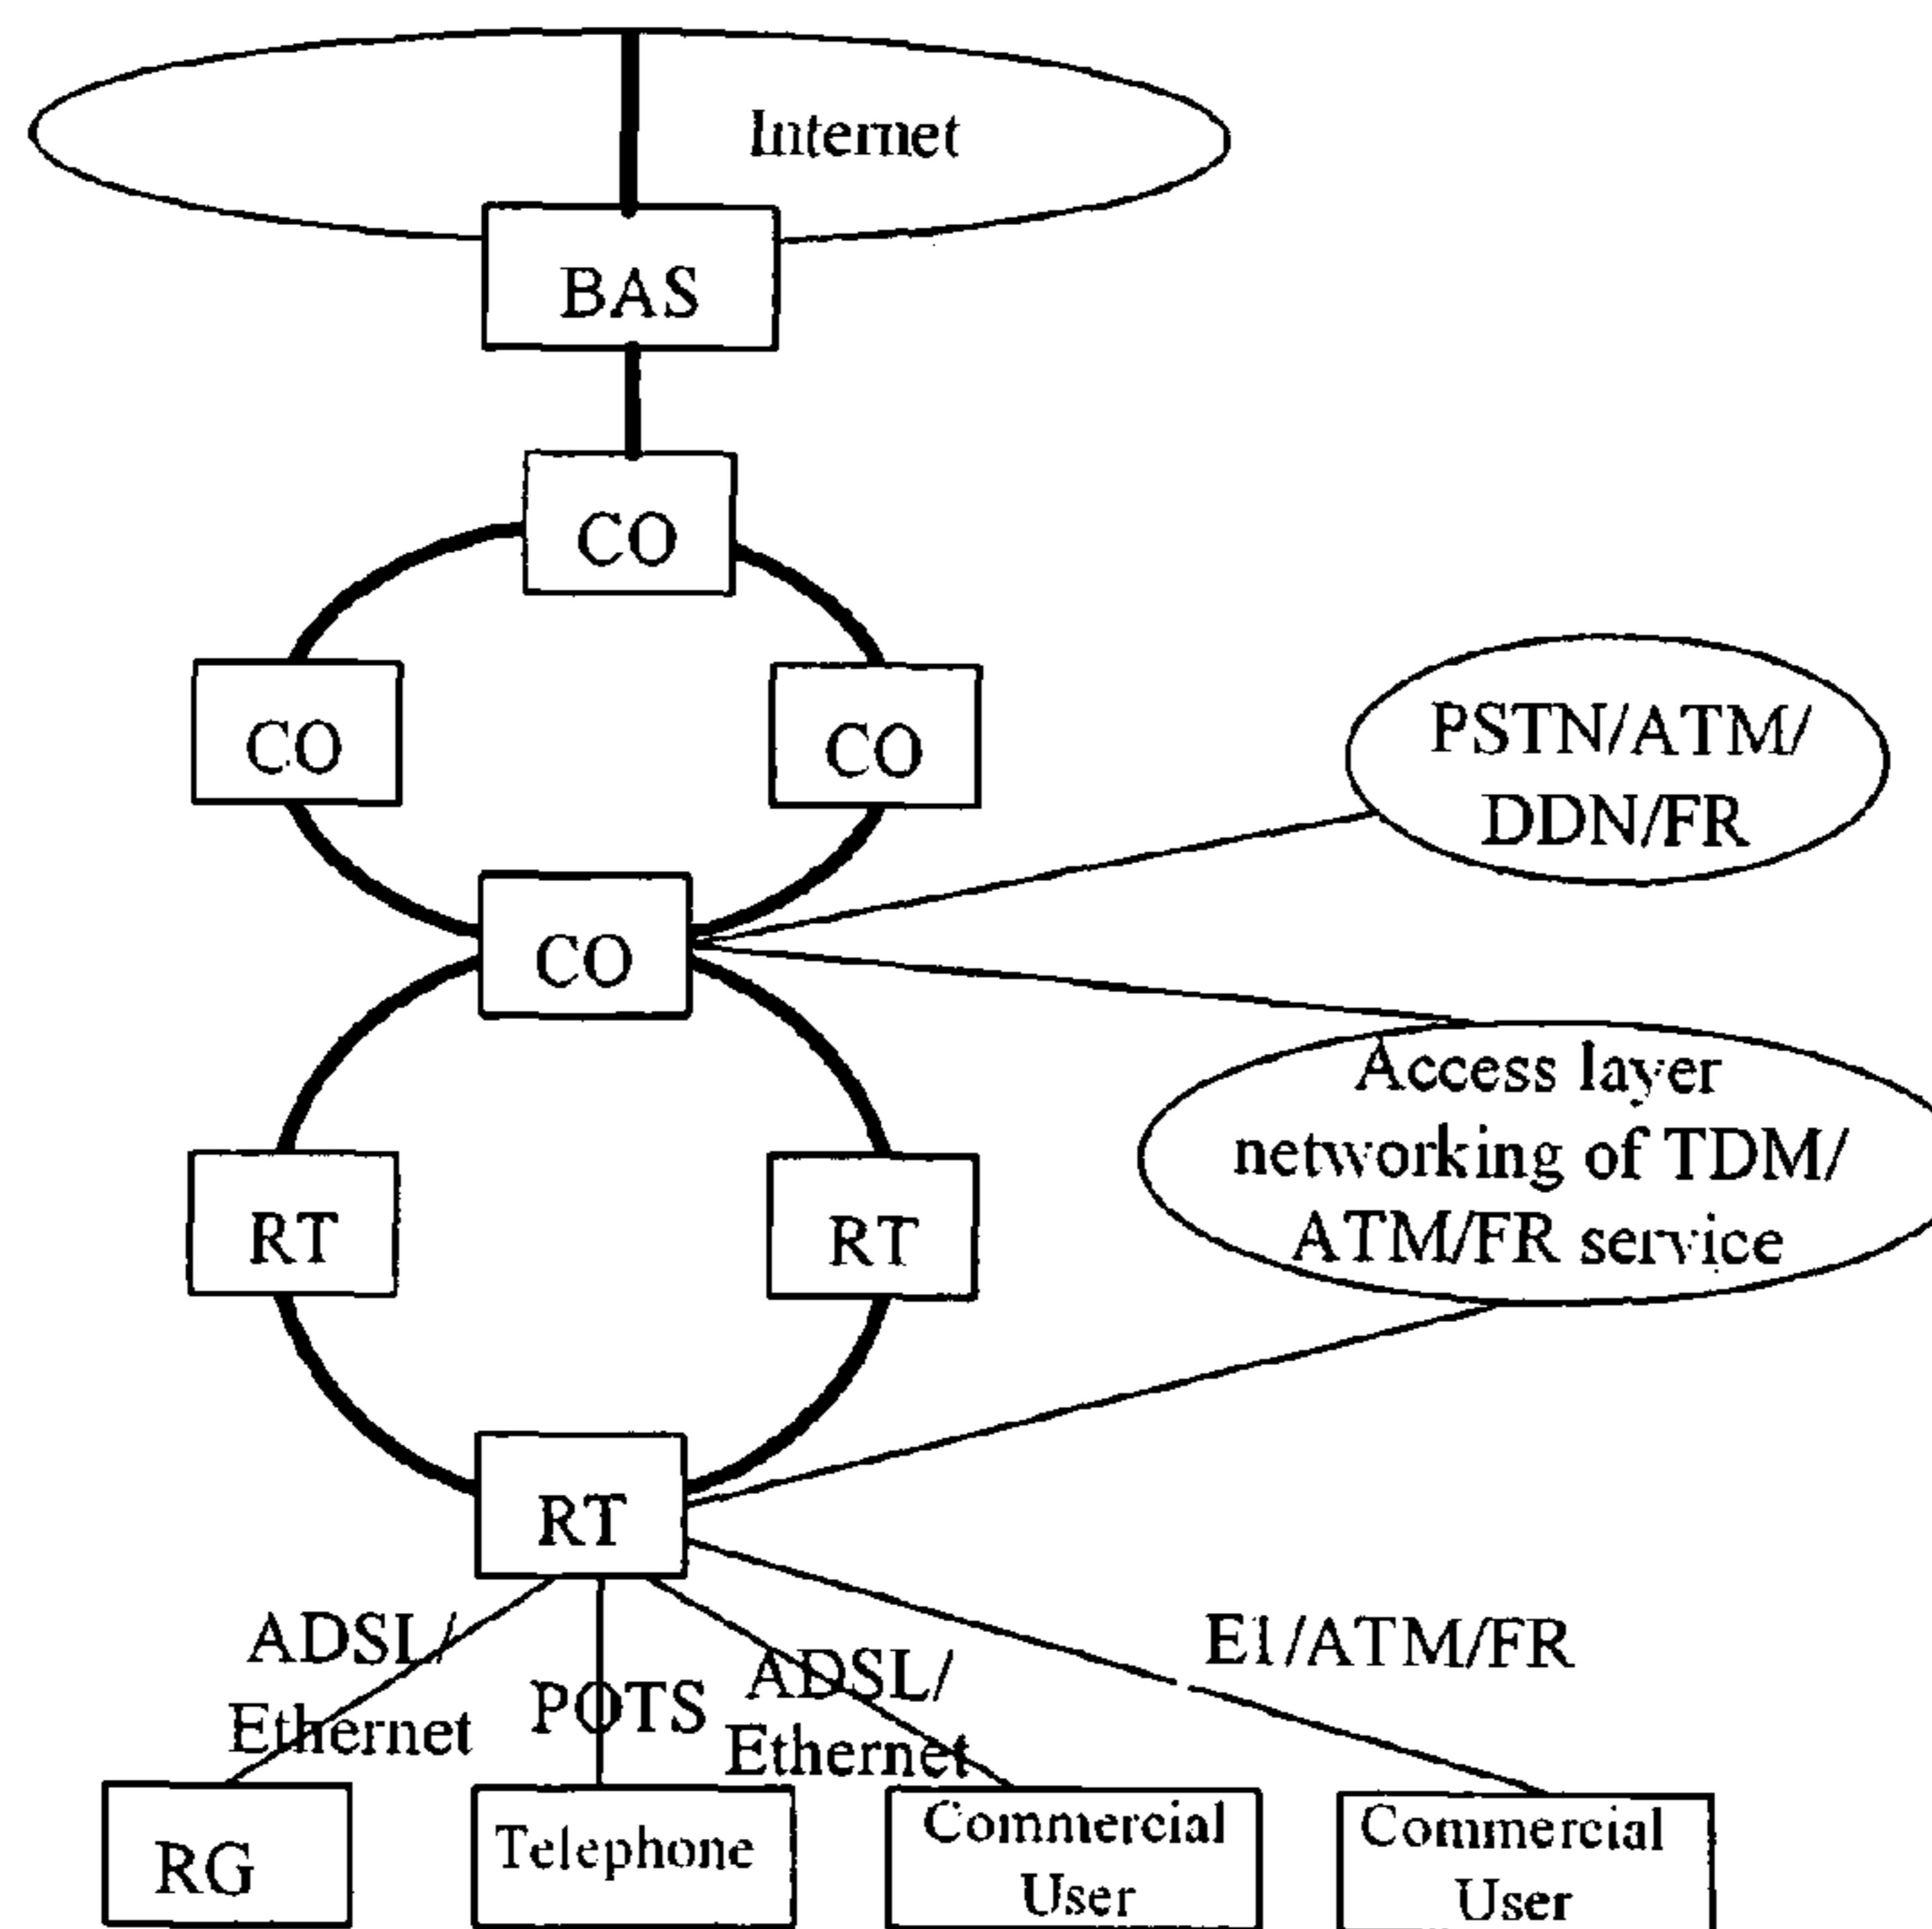 Internet
BAS
CO
CO
CO
PSTN/ATM/
DDN/FR
CO
Access layer
networking of TDM/
ATM/FR service
RT
RT
RT
ADSL/
Ethernet
POTS
ADSL/
Ethernet
E1/ATM/FR
RG
Telephone
Commercial
User
Commercial
User